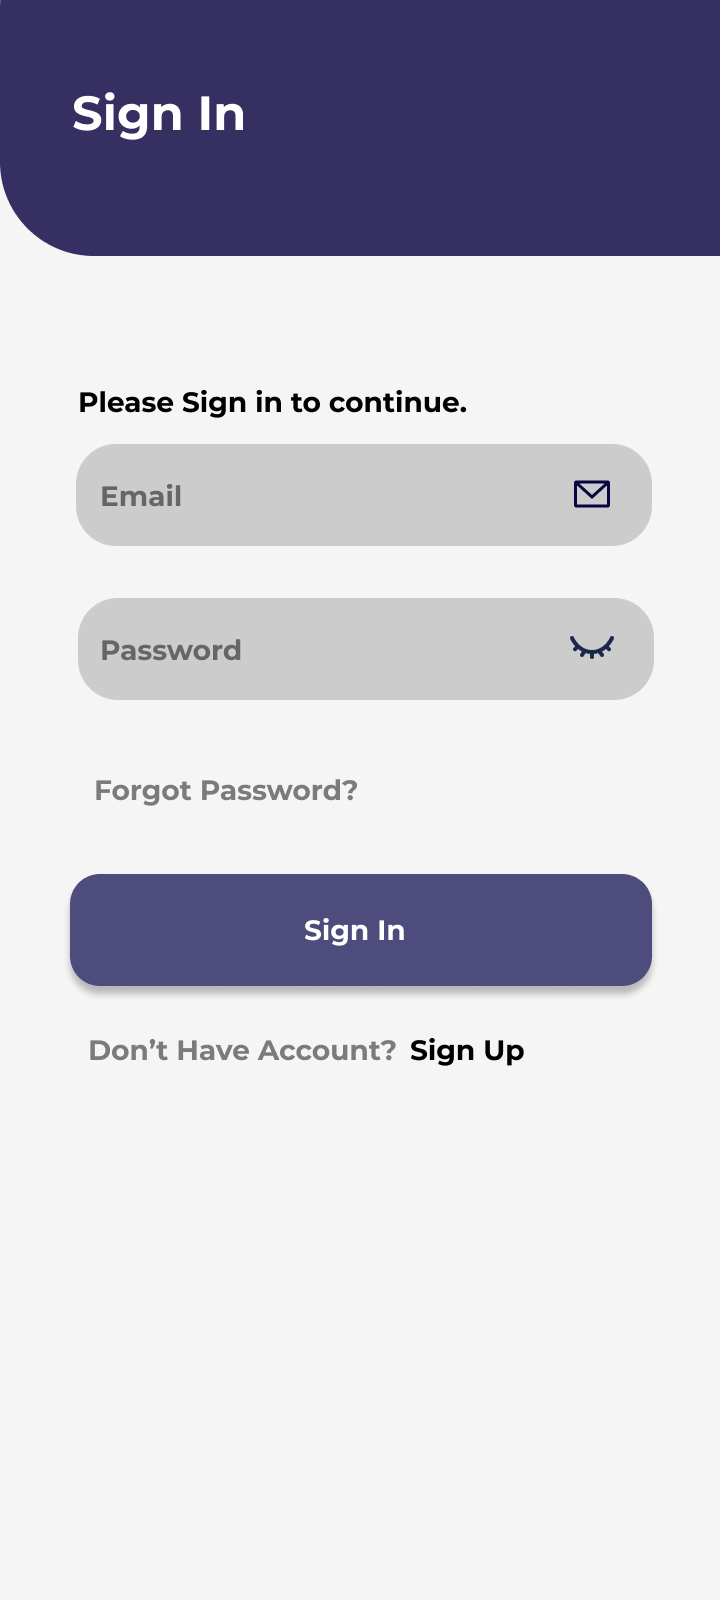 Sign In
Please Sign in to continue.
Email
Password
Forgot Password?
Sign In
Don’t Have Account? Sign Up